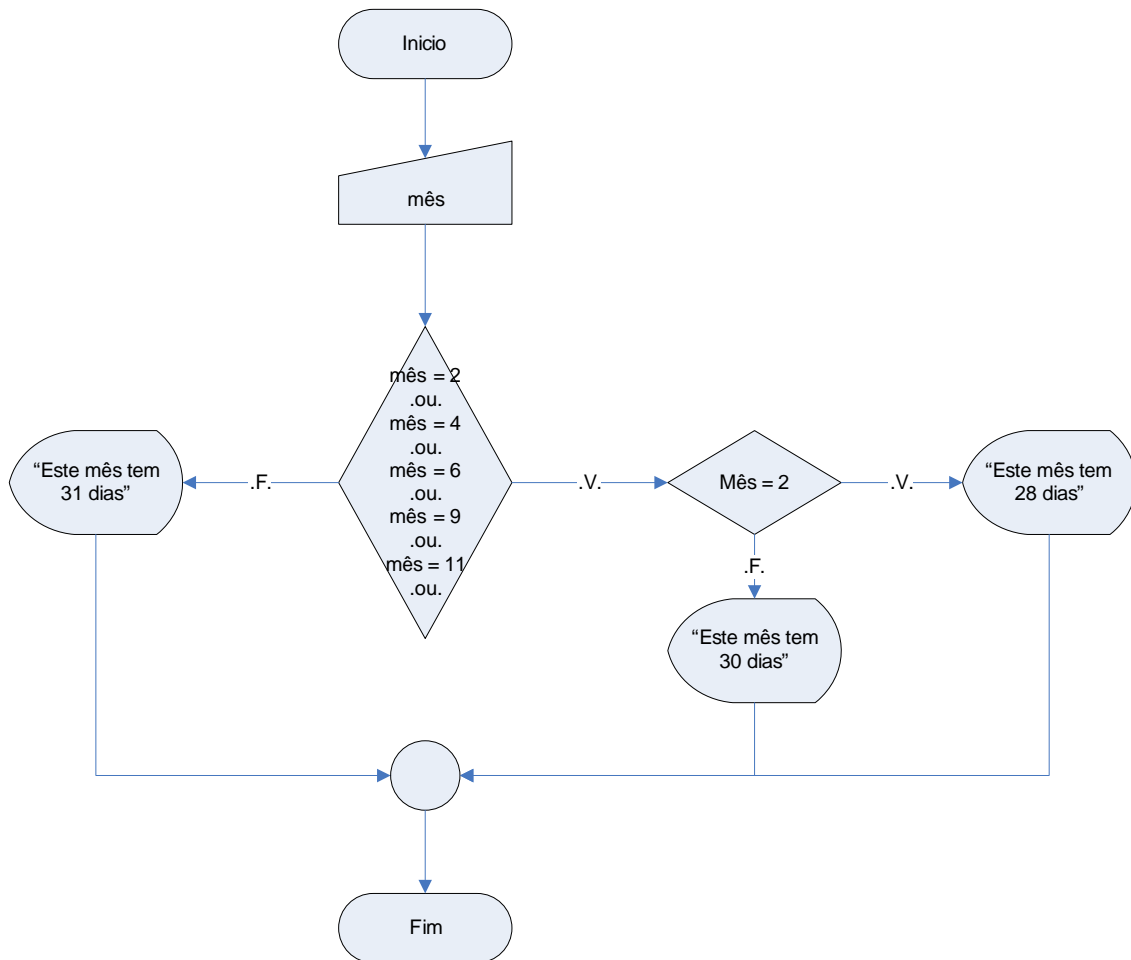 Inicio
mês
mês = 2
.ou.
mês = 4
.ou.
mês = 6
.ou.
mês = 9
.ou.
mês = 11
.ou.
“Este mês tem
31 dias”
.F.
.V.
Mês = 2
.V.
“Este mês tem
28 dias”
.F.
“Este mês tem
30 dias”
Fim